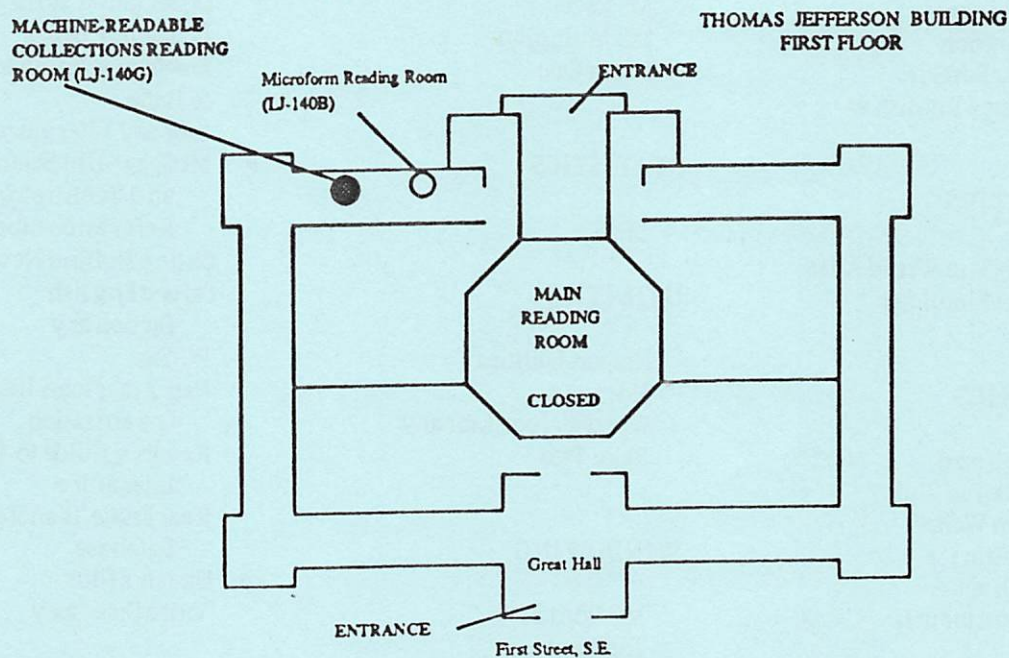 MACHINE-READABLE
COLLECTIONS READING
ROOM (LJ-140G)
Microform Reading Room
(LJ-140B)
THOMAS JEFFERSON BUILDING
FIRST FLOOR
ENTRANCE
MAIN
READING
ROOM
CLOSED
Great Hall
ENTRANCE
First Street, S.E.